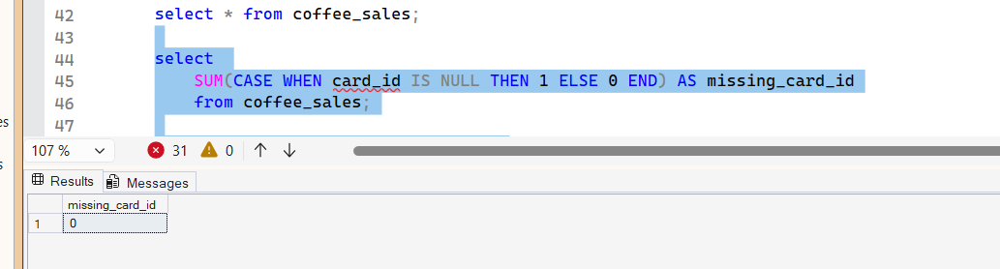 42 select * from coffee_sales;
43
44 select
45 SUM(CASE WHEN card_id IS NULL THEN 1 ELSE 0 END) AS missing_card_id
46 from coffee_sales;
47
es
s
107 % 31 0
Results Messages
missing_card_id
1 0